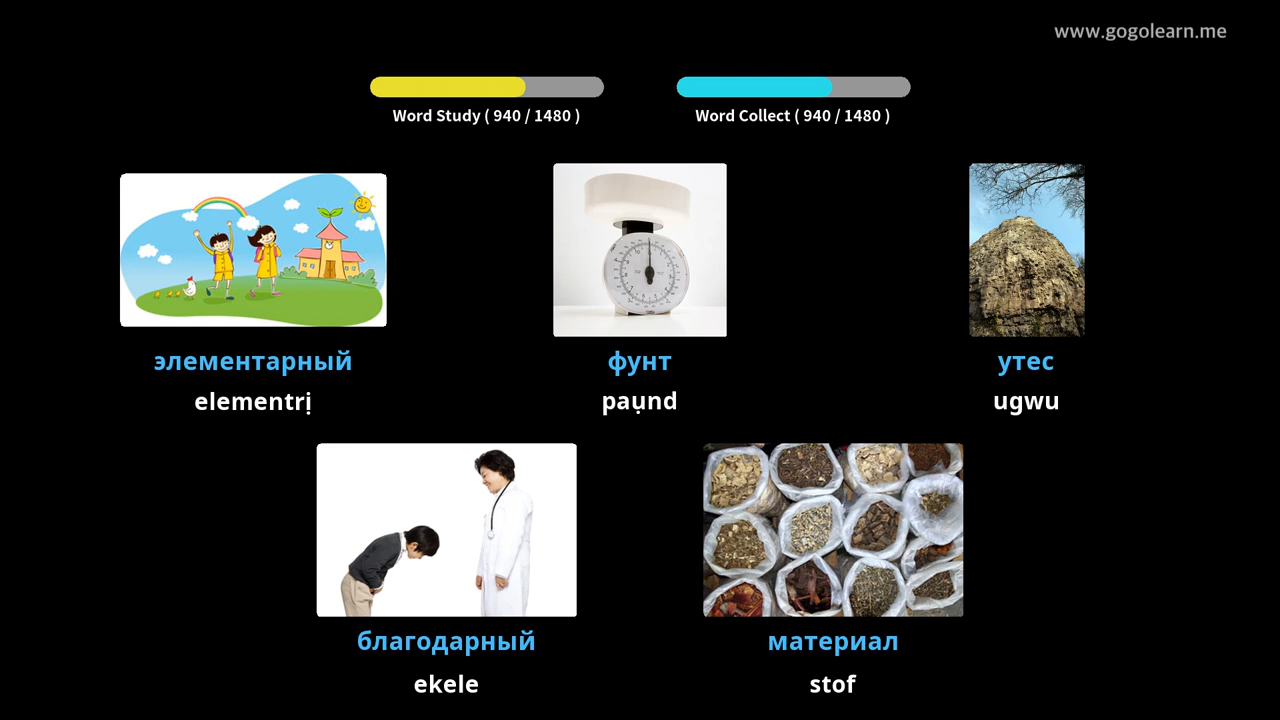 www.gogolearn.me
Word Study ( 940 / 1480 )
Word Collect ( 940 / 1480 )
элементарный
фунт
утес
elementrị
paụnd
ugwu
благодарный
материал
ekele
stof